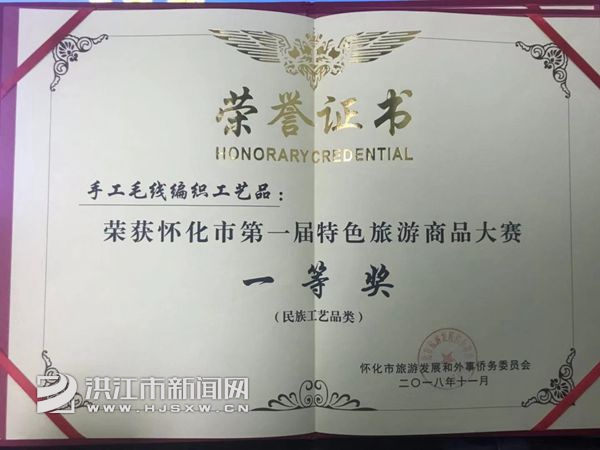 荣誉证书
HONORARY CREDENTIAL
手工毛线编织工艺品：
荣获怀化市第一届特色旅游商品大赛
一等奖
（民族工艺品类）
怀化市旅游发展和外事侨务委员会
二〇一八年十一月
洪江市新闻网
WWW.HJSXW.CN